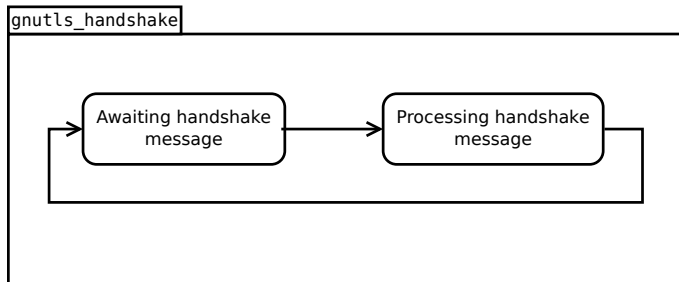 gnutls_handshake
Awaiting handshake
message
Processing handshake
message